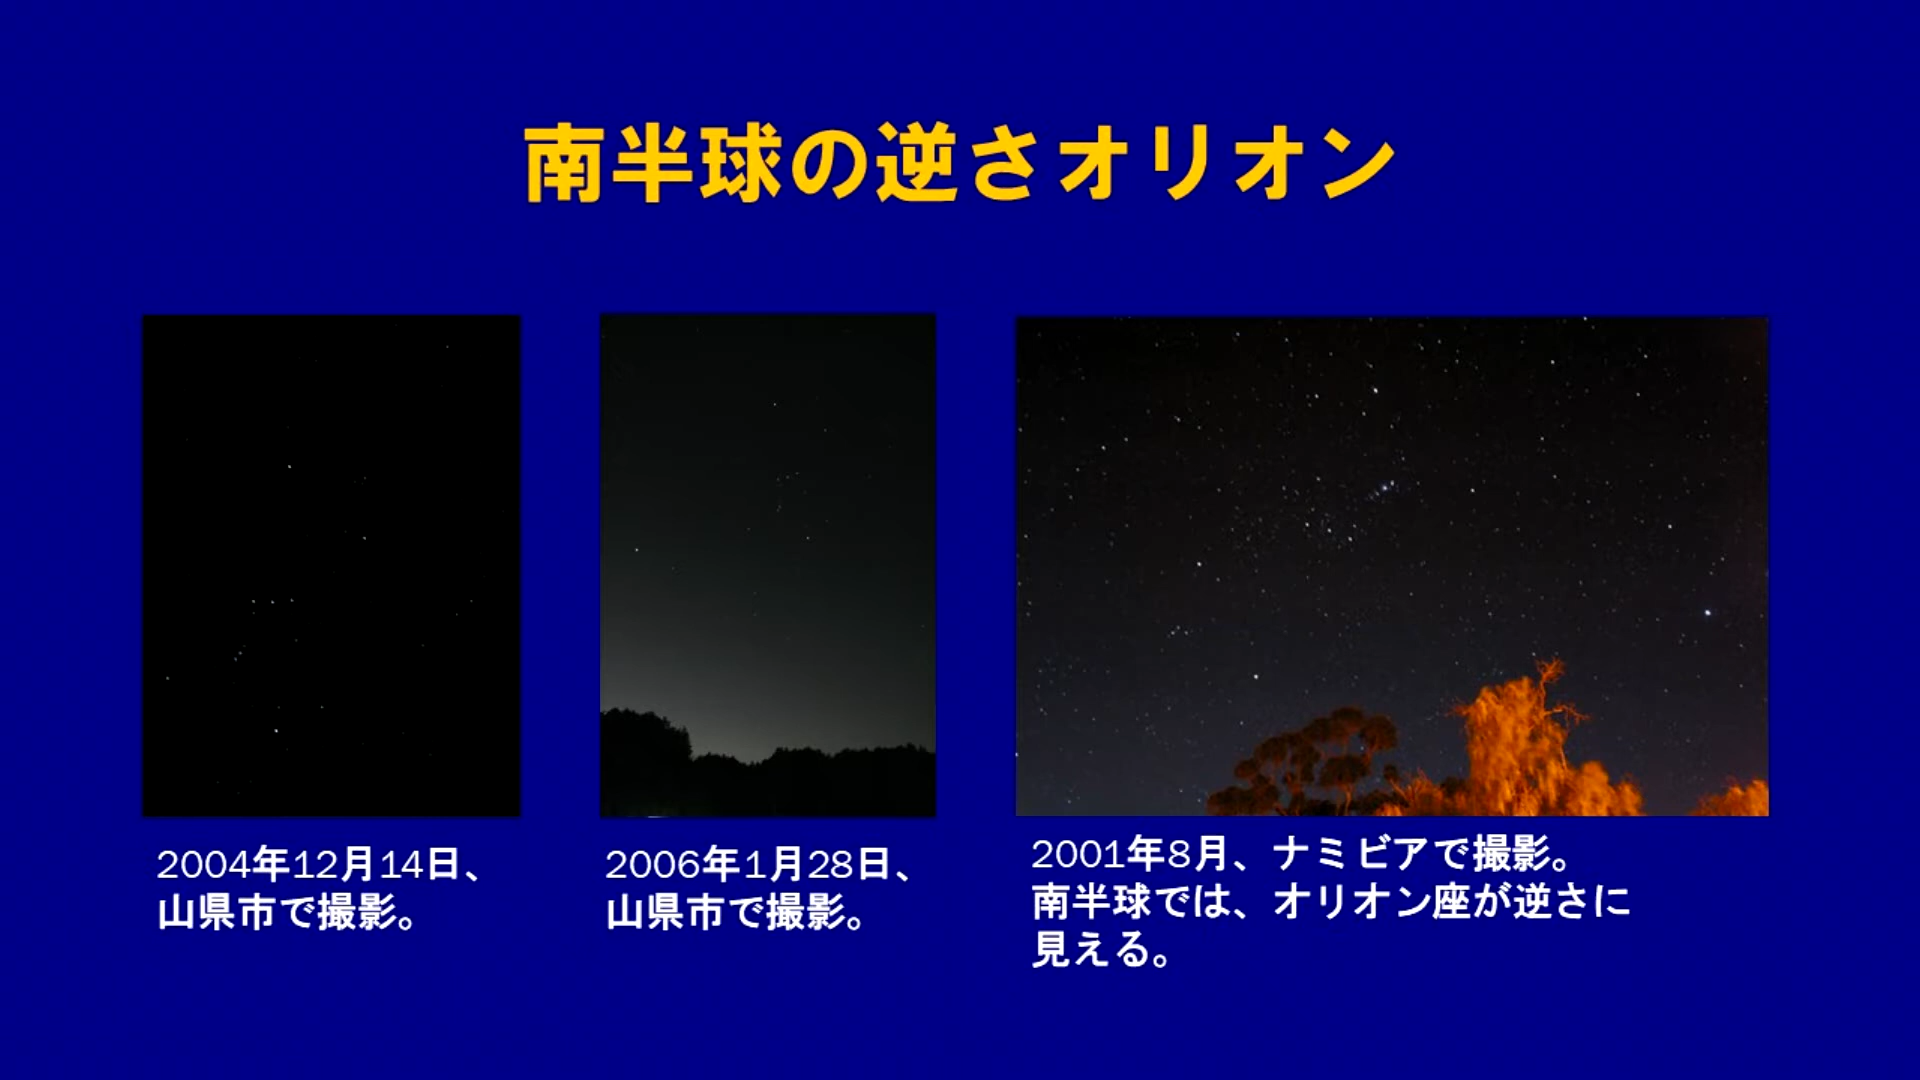 南半球の逆さオリオン
2004年12月14日、
山県市で撮影。
2006年1月28日、
山県市で撮影。
2001年8月、ナミビアで撮影。
南半球では、オリオン座が逆さに
見える。